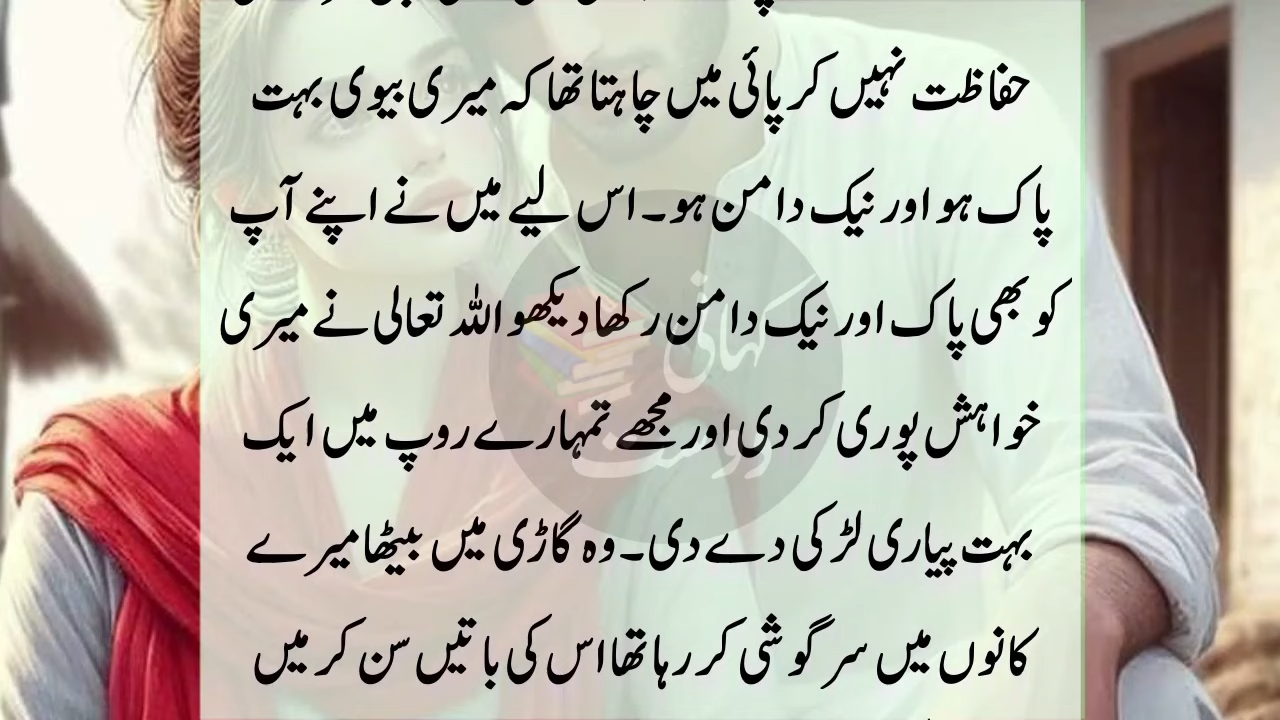 حفاظت نہیں کر پائی میں چاہتا تھا کہ میری بیوی بہت
پاک ہو اور نیک دامن ہو۔ اس لیے میں نے اپنے آپ
کو بھی پاک اور نیک دامن رکھا دیکھو اللہ تعالی نے میری
خواہش پوری کر دی اور مجھے تمہارے روپ میں ایک
بہت پیاری لڑکی دے دی۔ وہ گاڑی میں بیٹھا میرے
کانوں میں سرگوشی کر رہا تھا اس کی باتیں سن کر میں
کہانی
دوست